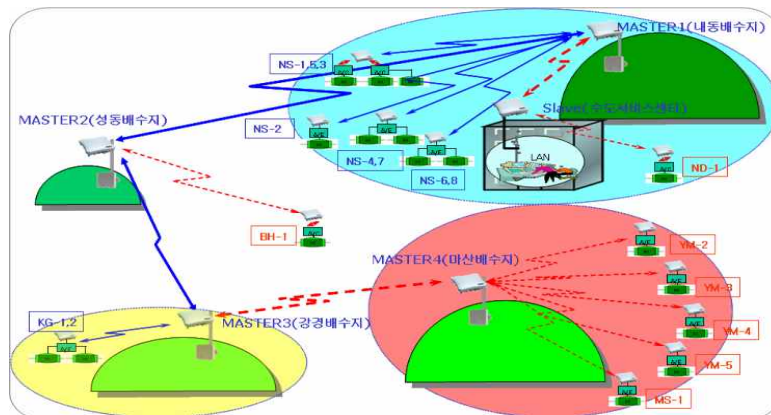 MASTER1(내동배수지)
NS-1,5,3
Slave(수도서비스센터)
MASTER2(성동배수지)
NS-2
NS-4,7
NS-6,8
LAN
ND-1
BH-1
MASTER4(마산배수지)
YM-2
YM-3
YM-4
YM-5
MS-1
KG-1,2
MASTER3(강경배수지)